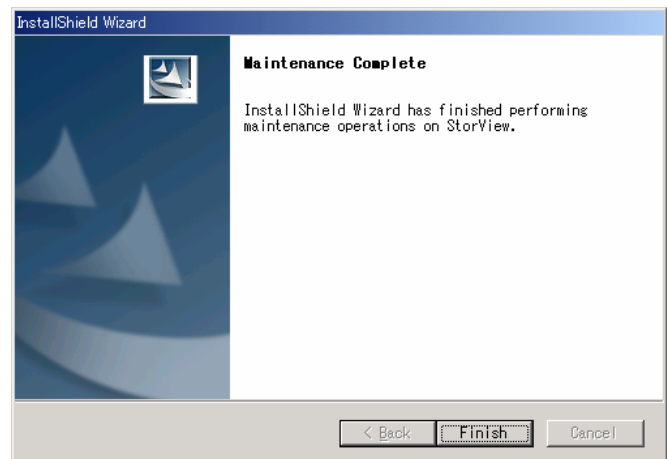 InstallShield Wizard
Maintenance Complete
InstallShield Wizard has finished performing
maintenance operations on StorView.
< Back
Finish
Cancel